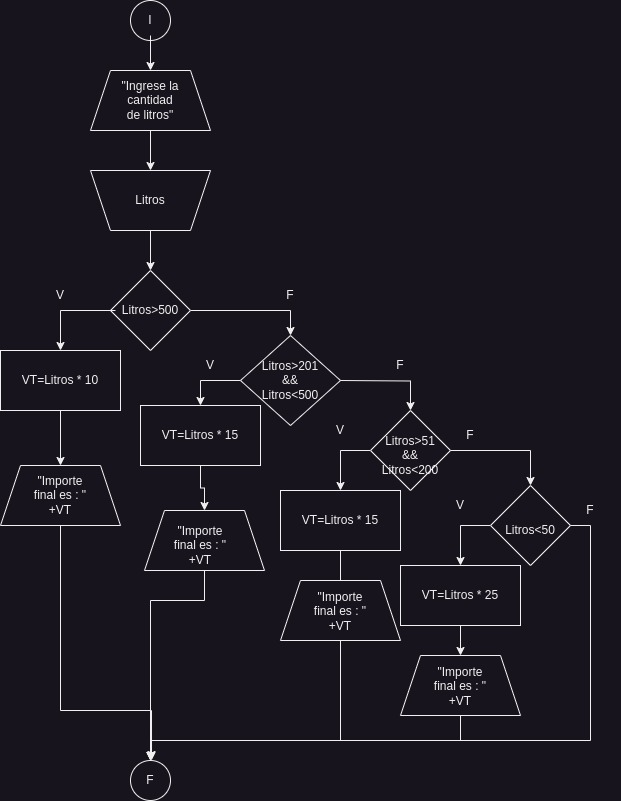 I
"Ingrese la
cantidad
de litros"
Litros
Litros>500
V
F
VT=Litros * 10
"Importe
final es : "
+VT
Litros>201
&&
Litros<500
V
F
VT=Litros * 15
"Importe
final es : "
+VT
Litros>51
&&
Litros<200
V
F
VT=Litros * 15
"Importe
final es : "
+VT
Litros<50
V
F
VT=Litros * 25
"Importe
final es : "
+VT
F